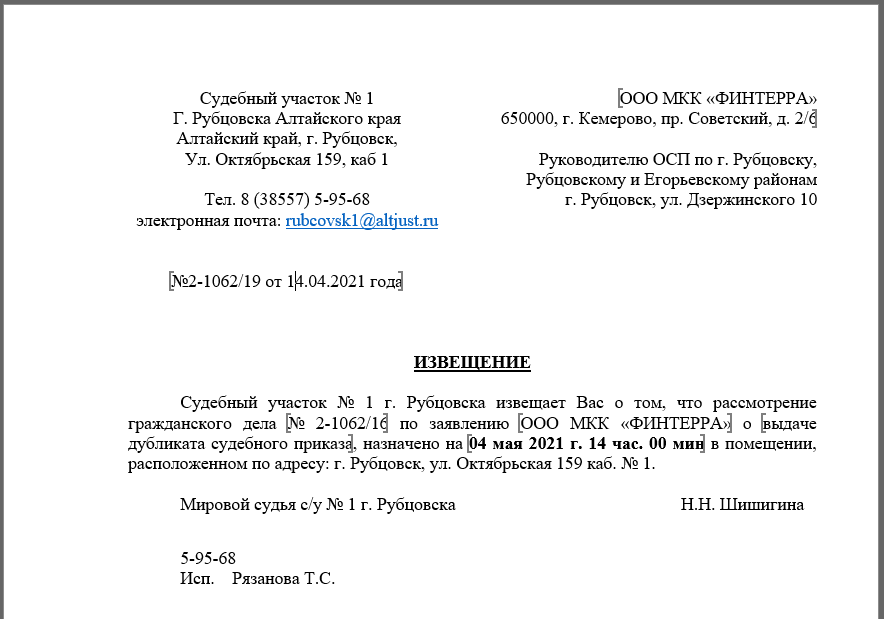 Судебный участок № 1
Г. Рубцовска Алтайского края
Алтайский край, г. Рубцовск,
Ул. Октябрьская 159, каб 1
Тел. 8 (38557) 5-95-68
электронная почта: rubcovsk1@altjust.ru
ООО МКК «ФИНТЕРРА»
650000, г. Кемерово, пр. Советский, д. 2/6
Руководителю ОСП по г. Рубцовску,
Рубцовскому и Егорьевскому районам
г. Рубцовск, ул. Дзержинского 10
№2-1062/19 от 14.04.2021 года
ИЗВЕЩЕНИЕ
Судебный участок № 1 г. Рубцовска извещает Вас о том, что рассмотрение
гражданского дела № 2-1062/16 по заявлению ООО МКК «ФИНТЕРРА» о выдаче
дубликата судебного приказа, назначено на 04 мая 2021 г. 14 час. 00 мин в помещении,
расположенном по адресу: г. Рубцовск, ул. Октябрьская 159 каб. № 1.
Мировой судья с/у № 1 г. Рубцовска Н.Н. Шишигина
5-95-68
Исп. Рязанова Т.С.